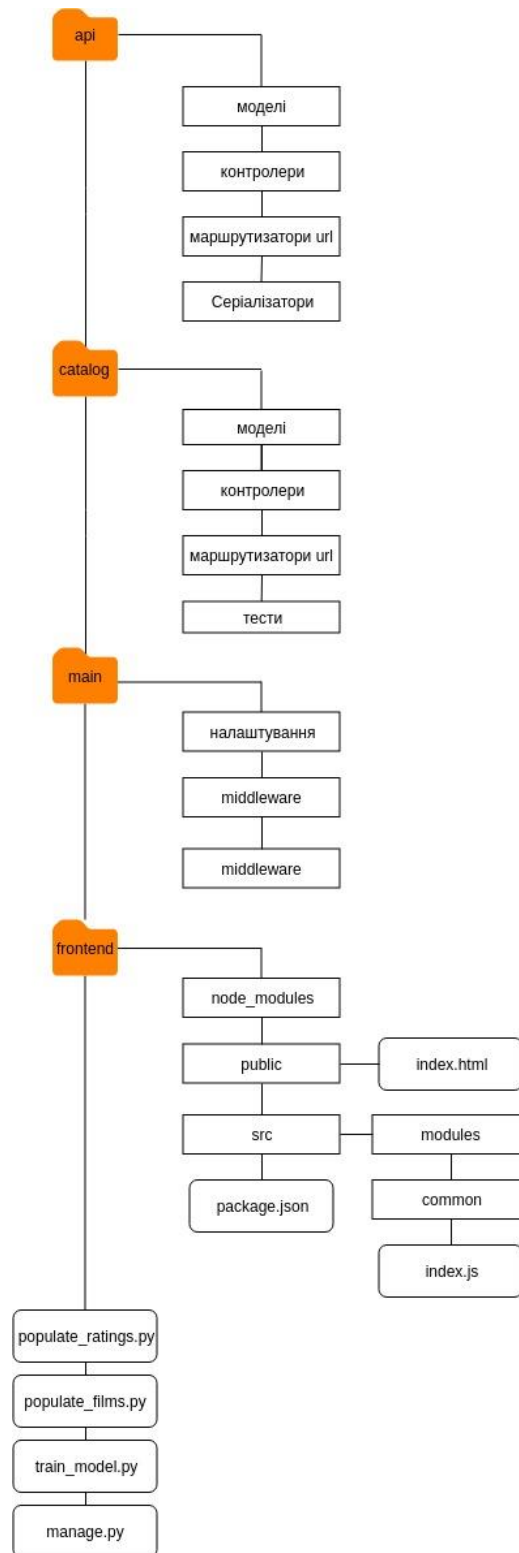 api
моделі
контролери
маршрутизатори url
Серіалізатори
catalog
моделі
контролери
маршрутизатори url
тести
main
налаштування
middleware
middleware
frontend
node_modules
public
index.html
src
modules
package.json
common
index.js
populate_ratings.py
populate_films.py
train_model.py
manage.py